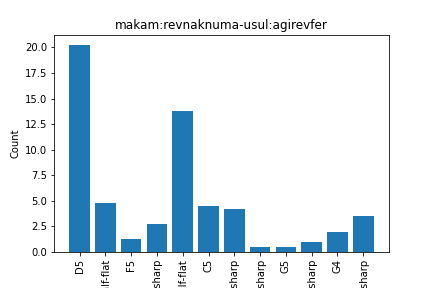 makam:revnaknuma-usul:agirevfer
20.0
17.5
15.0
12.5
10.0
7.5
5.0
2.5
0.0
Count
D5
lf-flat
F5
sharp
lf-flat
C5
sharp
sharp
G5
sharp
G4
sharp